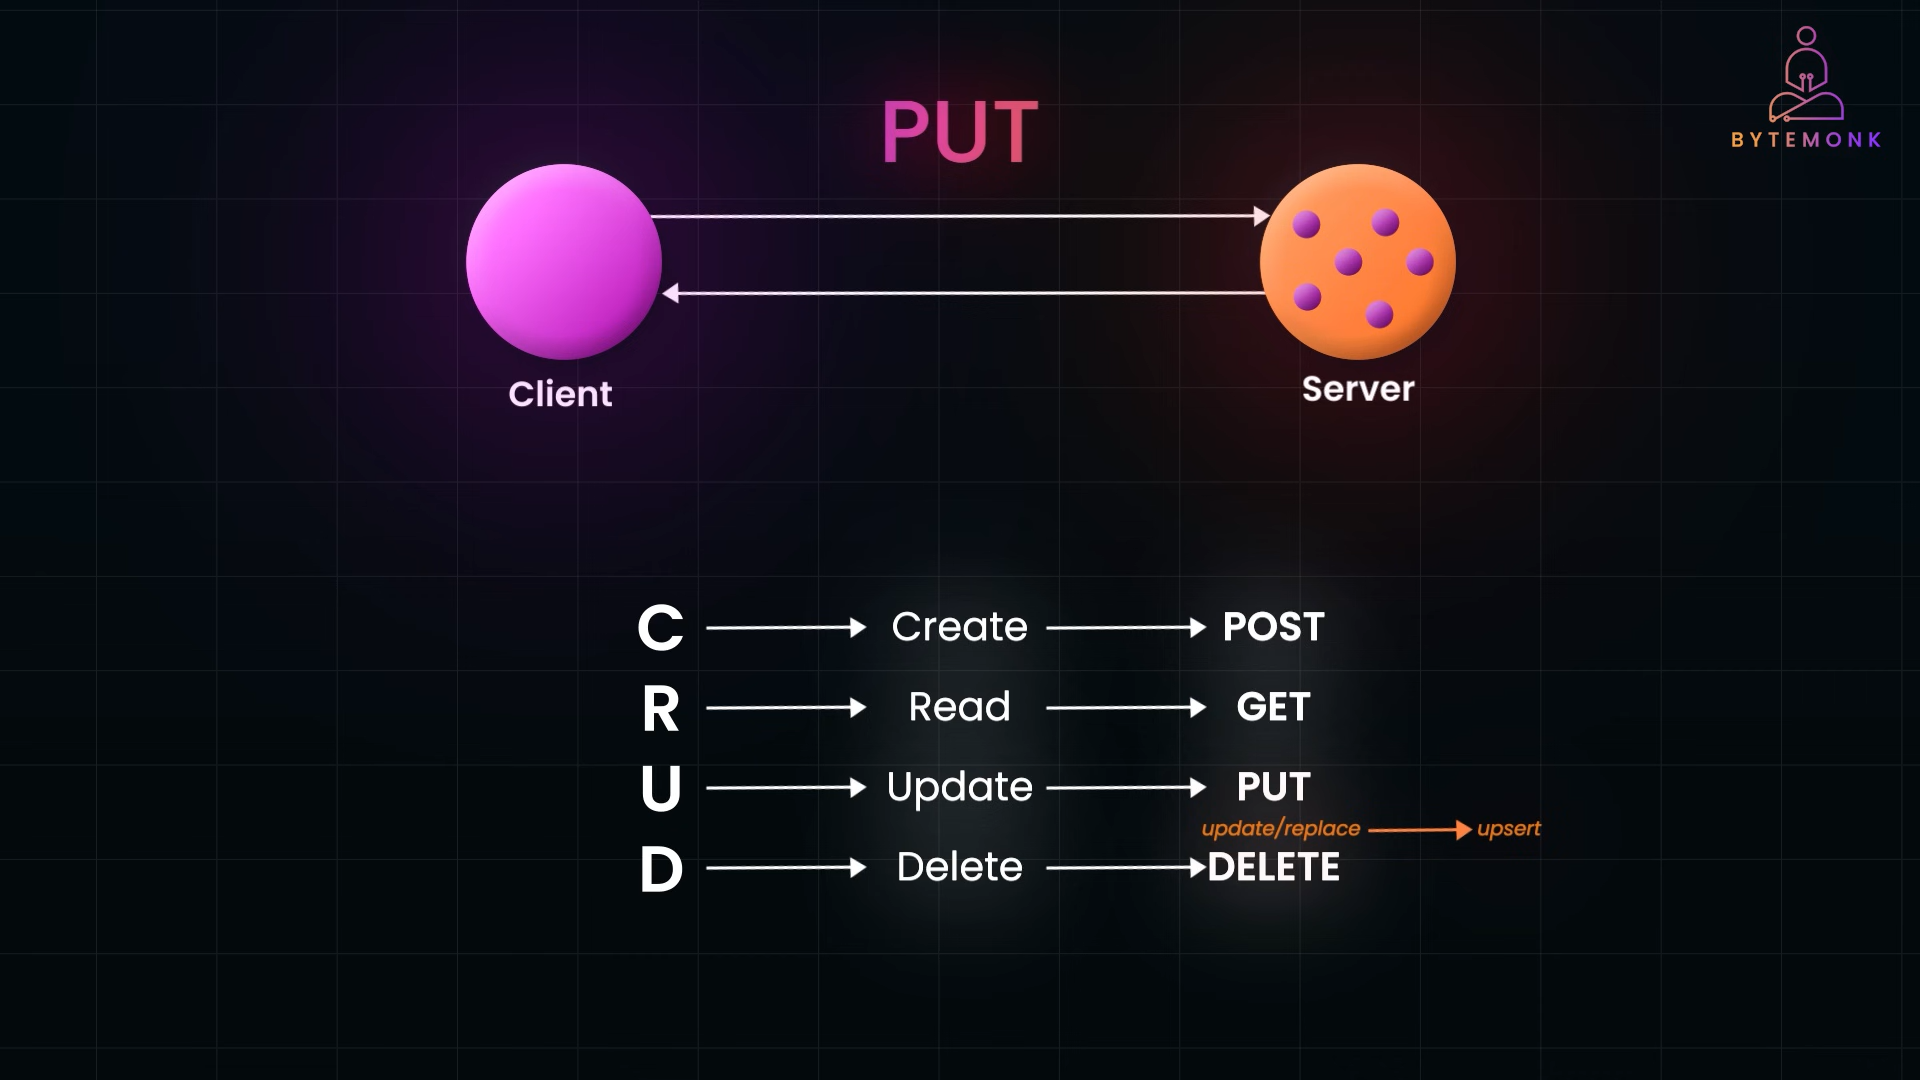 PUT
BYTEMONK
Client
Server
C Create POST
R Read GET
U Update PUT
update/replace upsert
D Delete DELETE